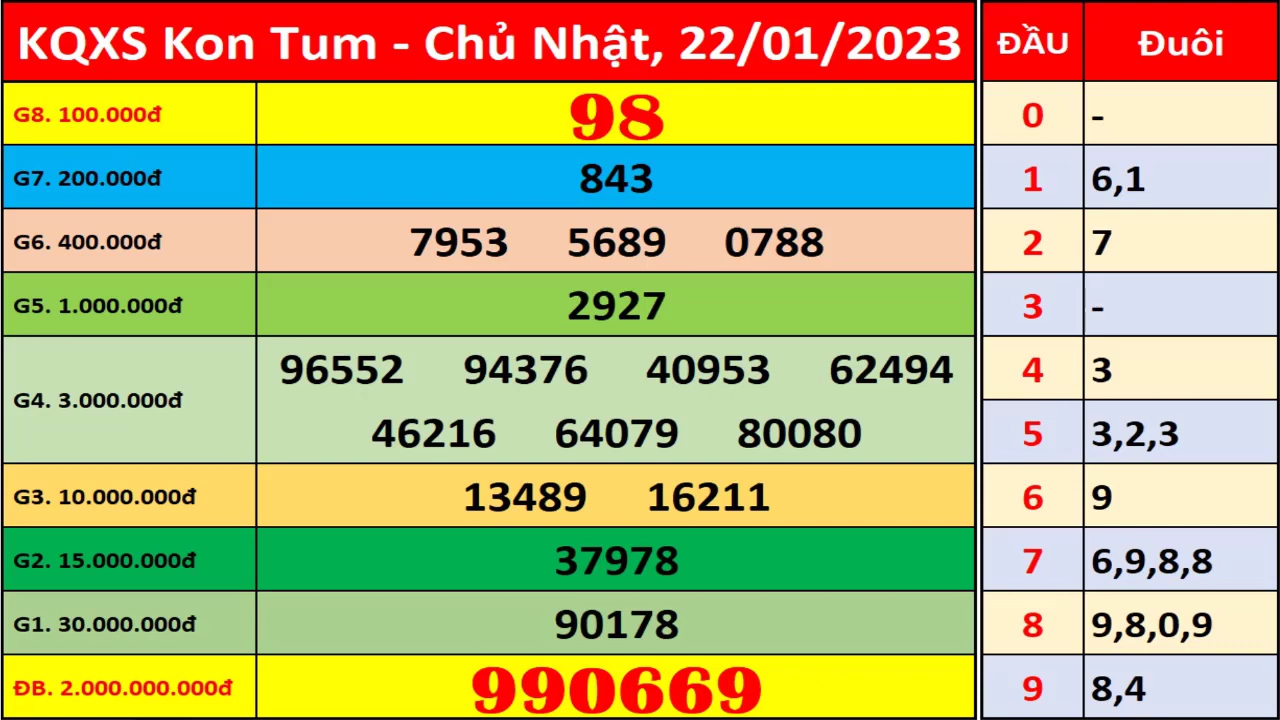 KQXS Kon Tum - Chủ Nhật, 22/01/2023 ĐẦU Đuôi
G8. 100.000đ 98 0 -
G7. 200.000đ 843 1 6,1
G6. 400.000đ 7953 5689 0788 2 7
G5. 1.000.000đ 2927 3 -
G4. 3.000.000đ 96552 94376 40953 62494 4 3
46216 64079 80080 5 3,2,3
G3. 10.000.000đ 13489 16211 6 9
G2. 15.000.000đ 37978 7 6,9,8,8
G1. 30.000.000đ 90178 8 9,8,0,9
ĐB. 2.000.000.000đ 990669 9 8,4